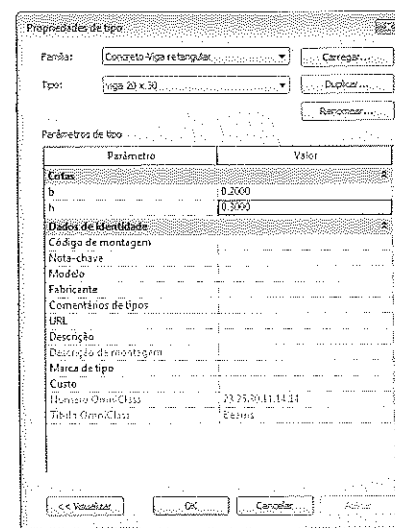 Propriedades de tipo
Família: Concreto-Viga retangular Carregar...
Tipo: viga 20 x 30 Duplicar...
Renomear...
Parâmetros de tipo
Parâmetro Valor
Cotas
b 0.2000
h 0.3000
Dados de identidade
Código de montagem
Nota-chave
Modelo
Fabricante
Comentários de tipos
URL
Descrição
Descrição de montagem
Marca de tipo
Custo
Número OmniClass 23.25.30.11.14.14
Título OmniClass Beams
<< Visualizar OK Cancelar Aplicar